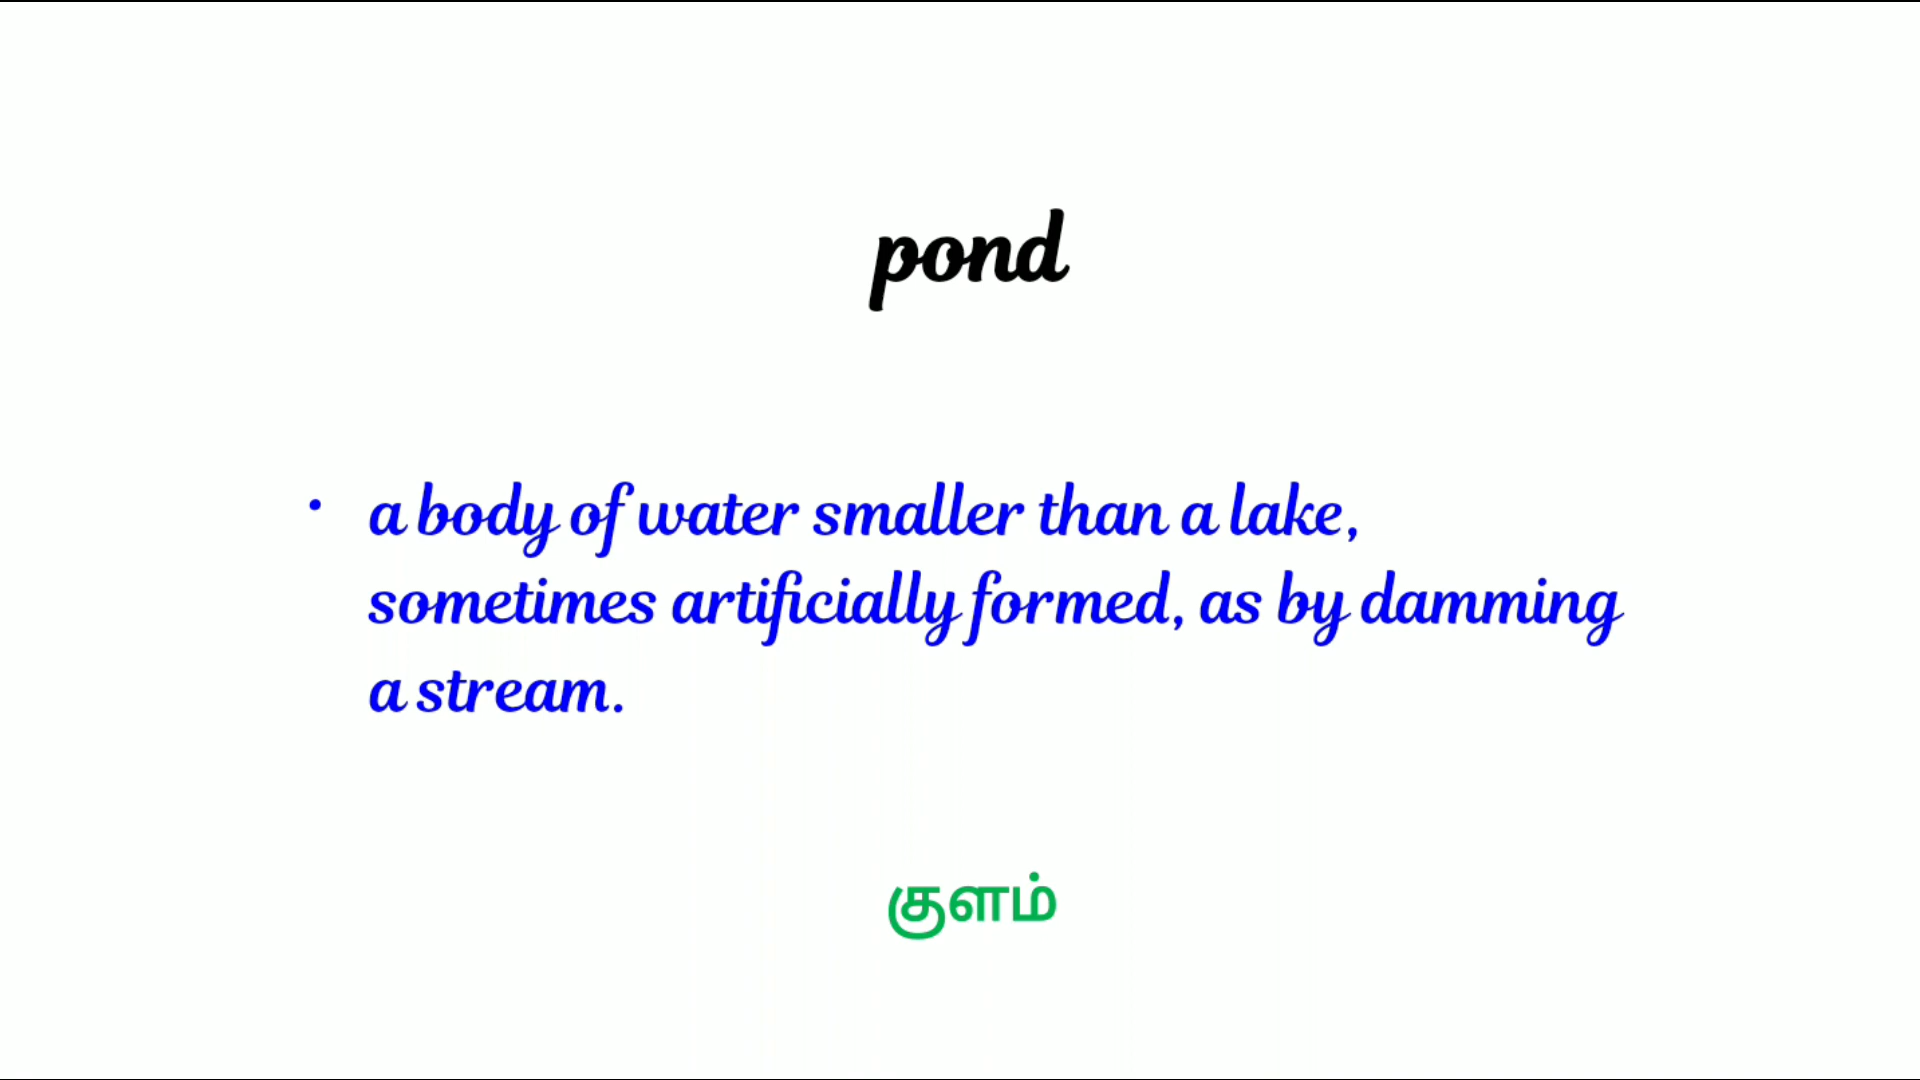 pond
• a body of water smaller than a lake,
sometimes artificially formed, as by damming
a stream.
குளம்